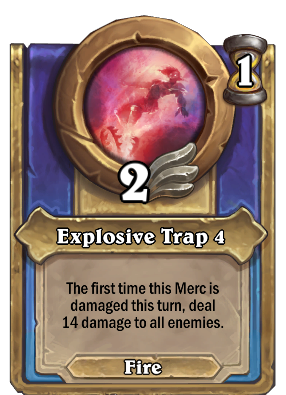 1
2
Explosive Trap 4
The first time this Merc is
damaged this turn, deal
14 damage to all enemies.
Fire